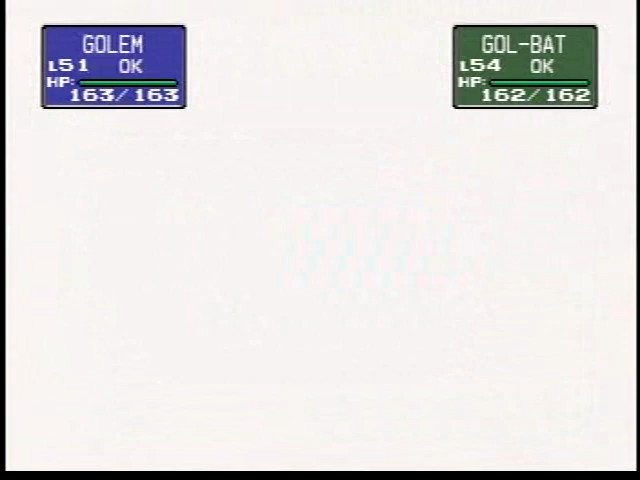 GOLEM
L51 OK
HP:
163/163
GOL-BAT
L54 OK
HP:
162/162